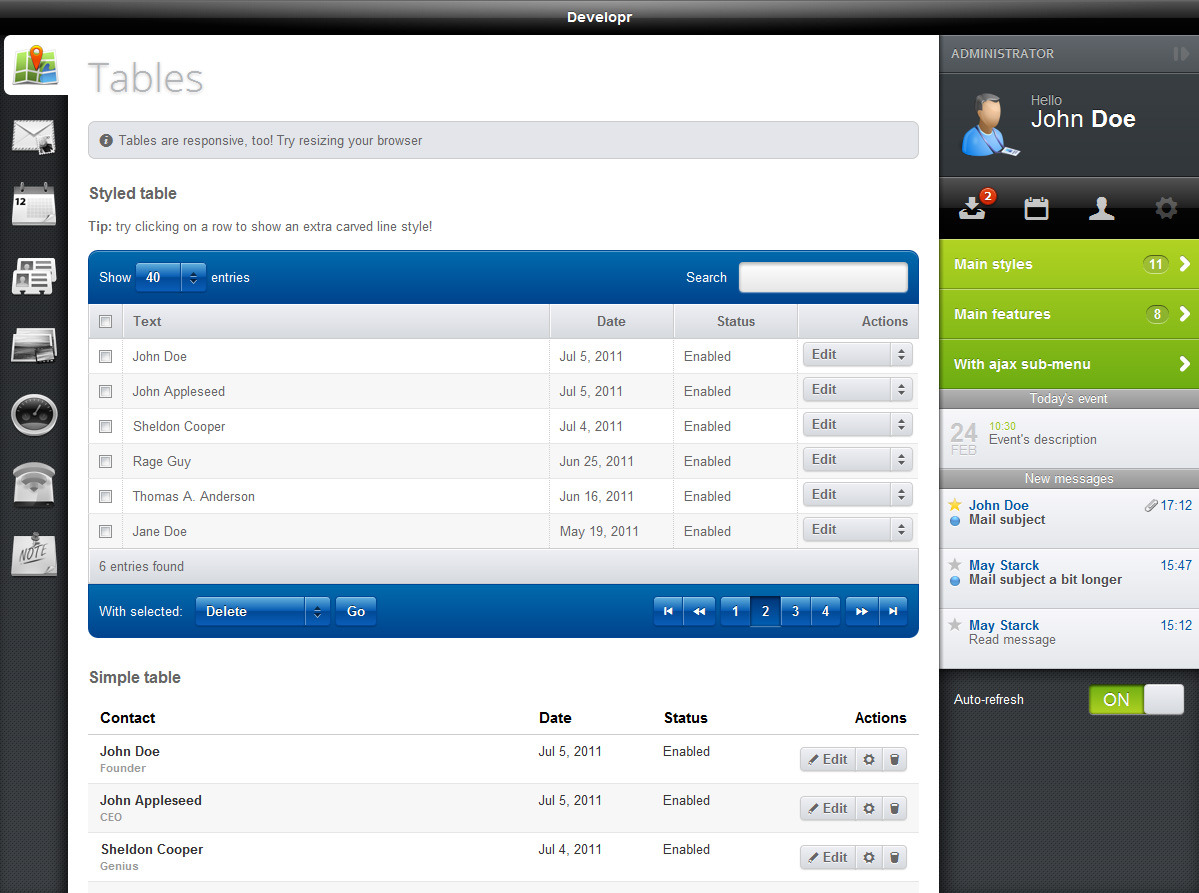 Developr
Tables
Tables are responsive, too! Try resizing your browser
Styled table
Tip: try clicking on a row to show an extra carved line style!
Show 40 entries Search
Text Date Status Actions
John Doe Jul 5, 2011 Enabled Edit
John Appleseed Jul 5, 2011 Enabled Edit
Sheldon Cooper Jul 4, 2011 Enabled Edit
Rage Guy Jun 25, 2011 Enabled Edit
Thomas A. Anderson Jun 16, 2011 Enabled Edit
Jane Doe May 19, 2011 Enabled Edit
6 entries found
With selected: Delete Go 1 2 3 4
Simple table
Contact Date Status Actions
John Doe Jul 5, 2011 Enabled Edit
Founder
John Appleseed Jul 5, 2011 Enabled Edit
CEO
Sheldon Cooper Jul 4, 2011 Enabled Edit
Genius
12
NOTE
ADMINISTRATOR
Hello
John Doe
2
Main styles 11
Main features 8
With ajax sub-menu
Today's event
24 10:30
FEB Event's description
New messages
John Doe 17:12
Mail subject
May Starck 15:47
Mail subject a bit longer
May Starck 15:12
Read message
Auto-refresh ON